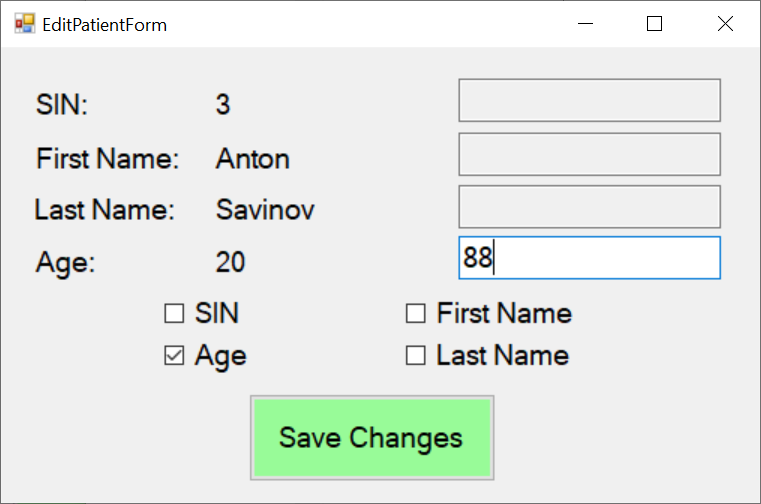 EditPatientForm
SIN: 3
First Name: Anton
Last Name: Savinov
Age: 20 88
SIN First Name
Age Last Name
Save Changes